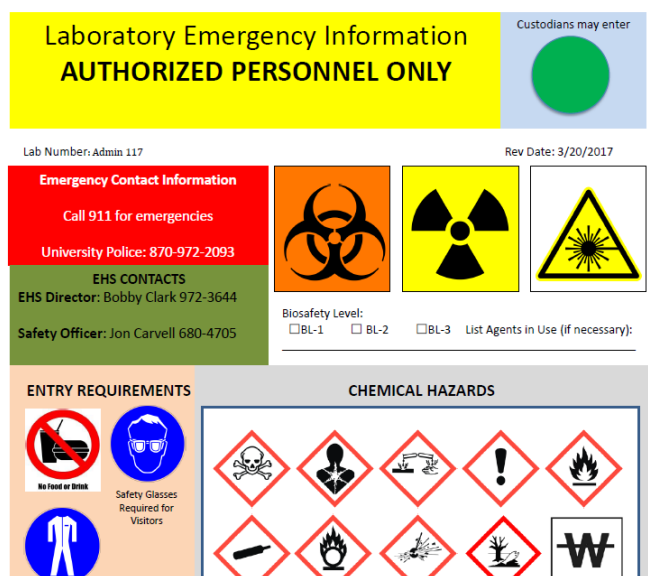 Laboratory Emergency Information
AUTHORIZED PERSONNEL ONLY
Custodians may enter
Lab Number: Admin 117
Rev Date: 3/20/2017
Emergency Contact Information
Call 911 for emergencies
University Police: 870-972-2093
EHS CONTACTS
EHS Director: Bobby Clark 972-3644
Safety Officer: Jon Carvell 680-4705
Biosafety Level:
☐BL-1 ☐ BL-2 ☐BL-3 List Agents in Use (if necessary):
ENTRY REQUIREMENTS
No Food or Drink
Safety Glasses
Required for
Visitors
CHEMICAL HAZARDS
W